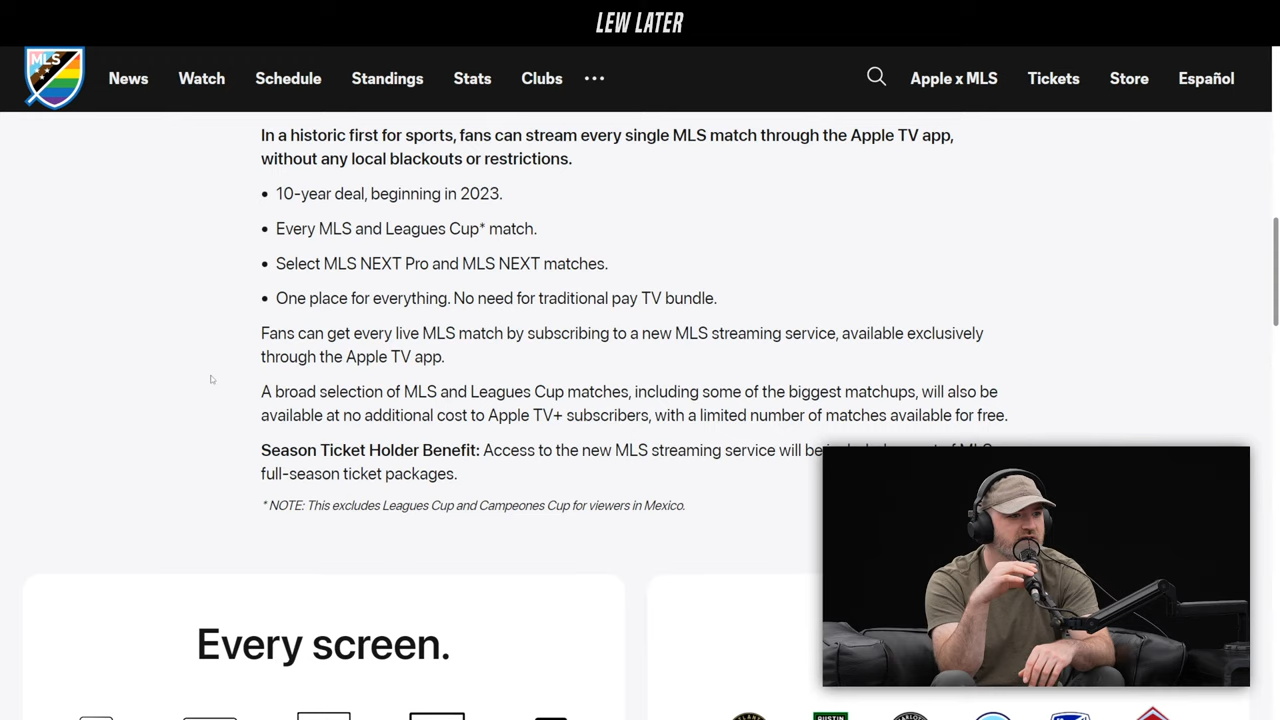 LEW LATER
MLS
News Watch Schedule Standings Stats Clubs ••• Apple x MLS Tickets Store Español
In a historic first for sports, fans can stream every single MLS match through the Apple TV app,
without any local blackouts or restrictions.
• 10-year deal, beginning in 2023.
• Every MLS and Leagues Cup* match.
• Select MLS NEXT Pro and MLS NEXT matches.
• One place for everything. No need for traditional pay TV bundle.
Fans can get every live MLS match by subscribing to a new MLS streaming service, available exclusively
through the Apple TV app.
A broad selection of MLS and Leagues Cup matches, including some of the biggest matchups, will also be
available at no additional cost to Apple TV+ subscribers, with a limited number of matches available for free.
Season Ticket Holder Benefit: Access to the new MLS streaming service will be
full-season ticket packages.
* NOTE: This excludes Leagues Cup and Campeones Cup for viewers in Mexico.
Every screen.